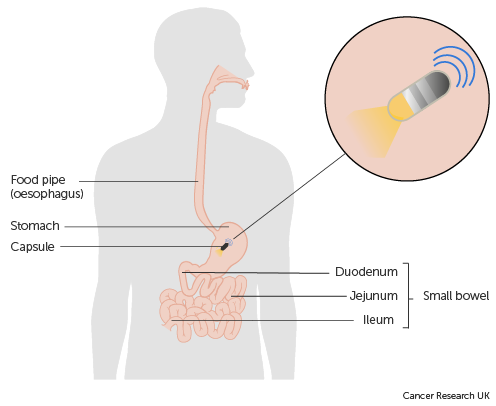 Food pipe
(oesophagus)
Stomach
Capsule
Duodenum
Jejunum
Small bowel
Ileum
Cancer Research UK